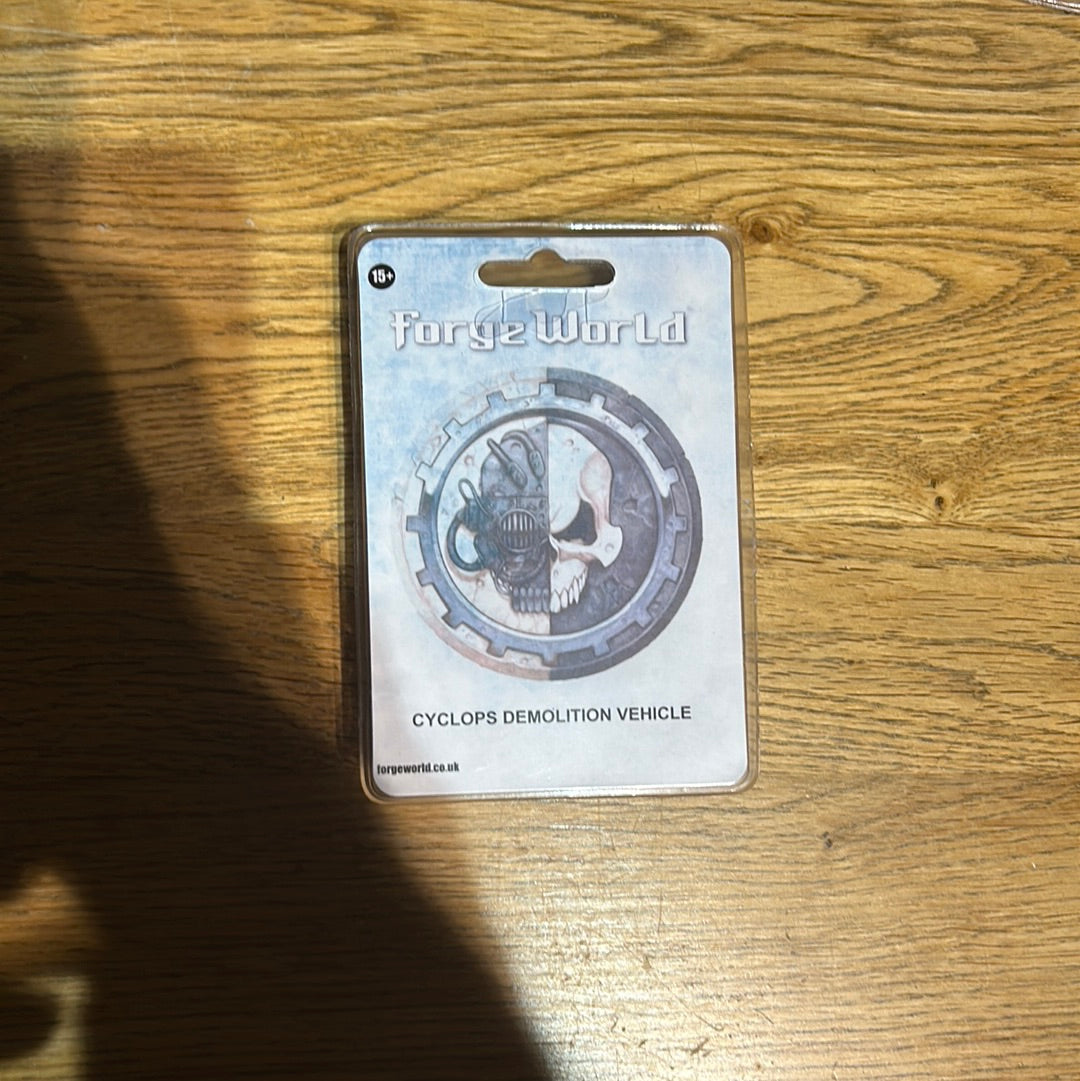 15+
Forge World
CYCLOPS DEMOLITION VEHICLE
forgeworld.co.uk